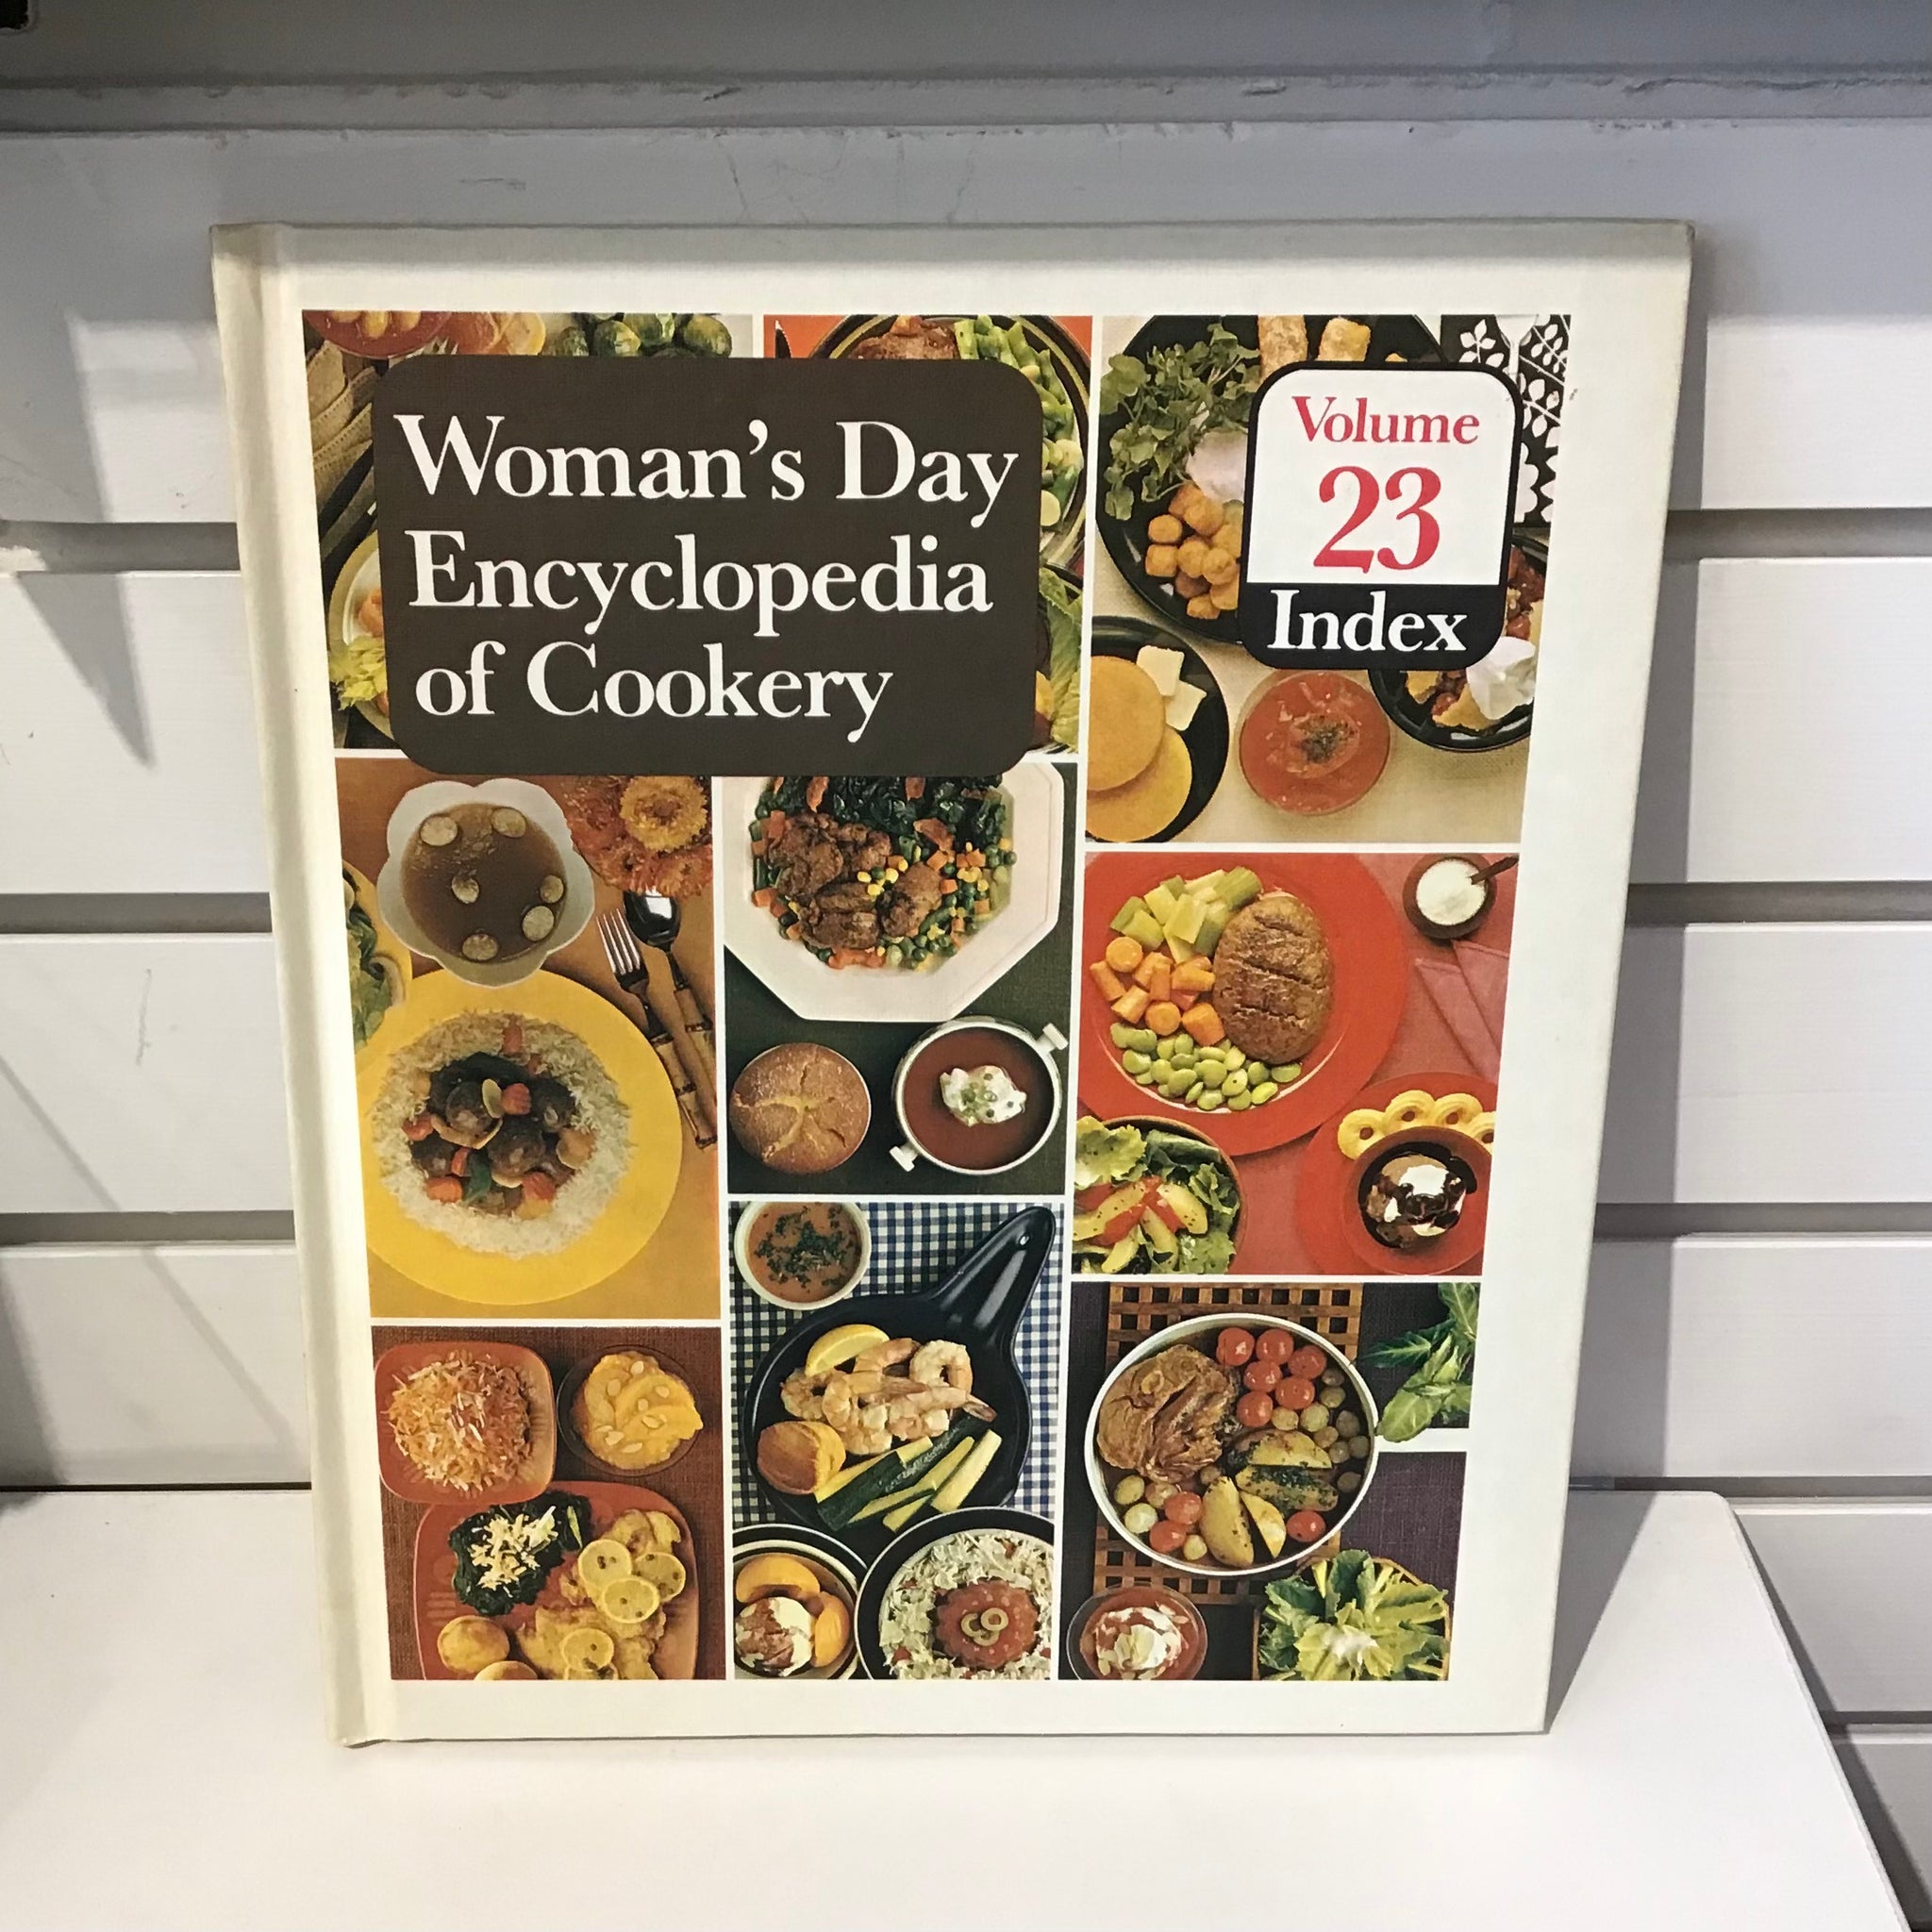 Woman's Day
Encyclopedia
of Cookery
Volume
23
Index